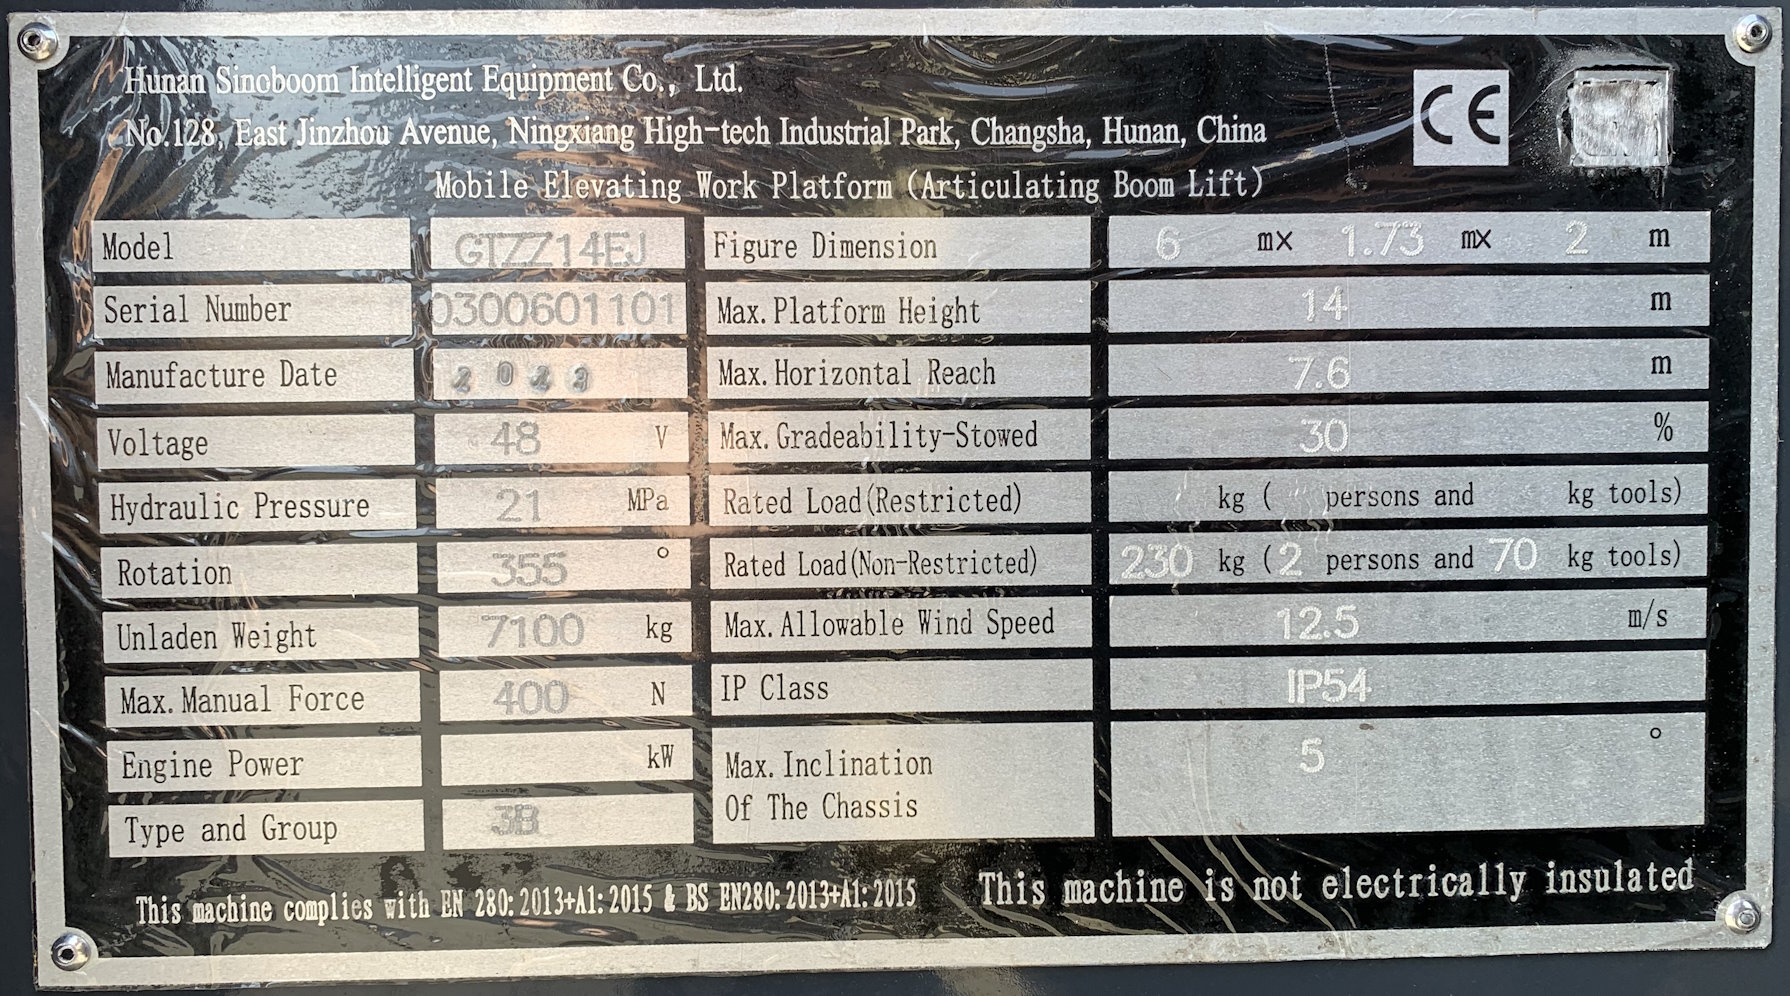 Hunan Sinoboom Intelligent Equipment Co., Ltd.
No.128, East Jinzhou Avenue, Ningxiang High-tech Industrial Park, Changsha, Hunan, China
CE
Mobile Elevating Work Platform (Articulating Boom Lift)
Model GTZZ14EJ Figure Dimension 6 m× 1.73 m× 2 m
Serial Number 0300601101 Max.Platform Height 14 m
Manufacture Date Max.Horizontal Reach 7.6 m
Voltage 48 V Max.Gradeability-Stowed 30 %
Hydraulic Pressure 21 MPa Rated Load(Restricted) kg ( persons and kg tools)
Rotation 355 ° Rated Load(Non-Restricted) 230 kg (2 persons and 70 kg tools)
Unladen Weight 7100 kg Max.Allowable Wind Speed 12.5 m/s
Max.Manual Force 400 N IP Class IP54
Engine Power kW Max.Inclination Of The Chassis 5 °
Type and Group 3B
This machine complies with EN 280:2013+A1:2015 & BS EN280:2013+A1:2015 This machine is not electrically insulated